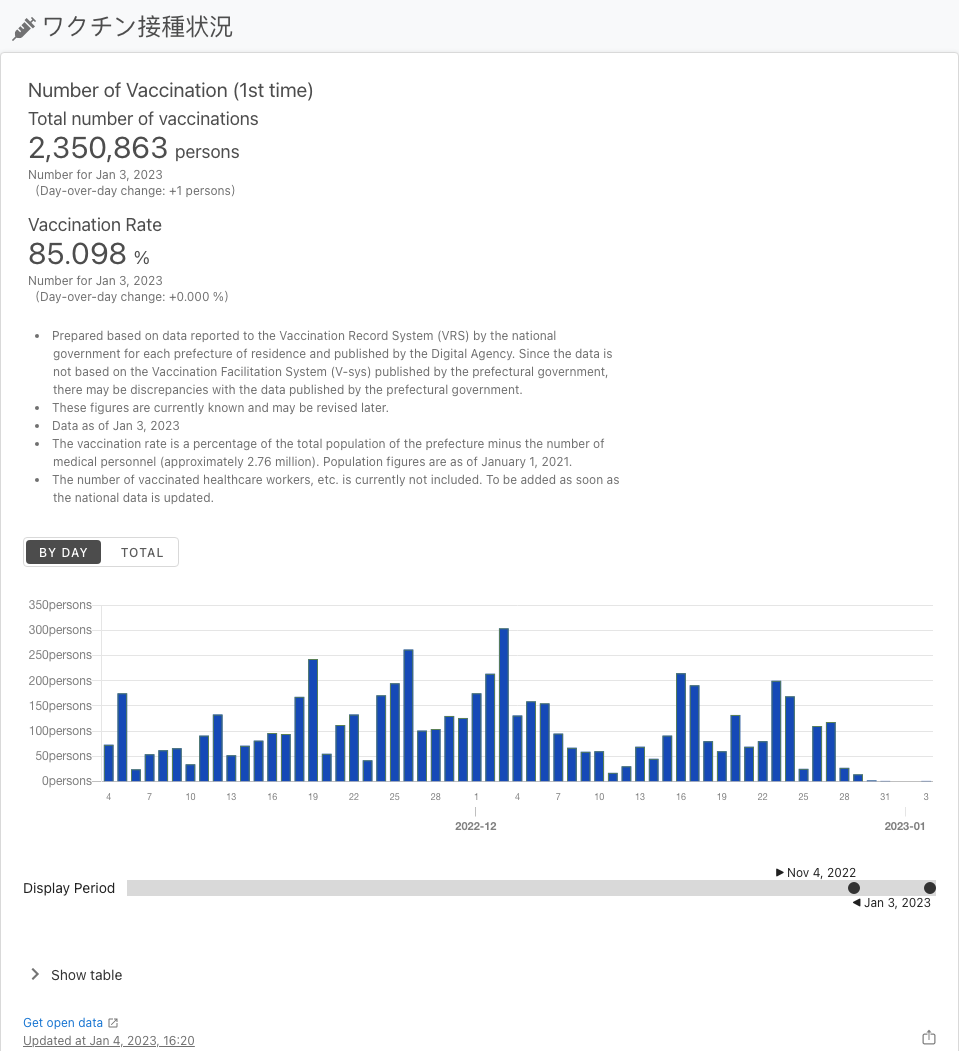 ワクチン接種状況
Number of Vaccination (1st time)
Total number of vaccinations
2,350,863 persons
Number for Jan 3, 2023
(Day-over-day change: +1 persons)
Vaccination Rate
85.098 %
Number for Jan 3, 2023
(Day-over-day change: +0.000 %)
• Prepared based on data reported to the Vaccination Record System (VRS) by the national
government for each prefecture of residence and published by the Digital Agency. Since the data is
not based on the Vaccination Facilitation System (V-sys) published by the prefectural government,
there may be discrepancies with the data published by the prefectural government.
• These figures are currently known and may be revised later.
• Data as of Jan 3, 2023
• The vaccination rate is a percentage of the total population of the prefecture minus the number of
medical personnel (approximately 2.76 million). Population figures are as of January 1, 2021.
• The number of vaccinated healthcare workers, etc. is currently not included. To be added as soon as
the national data is updated.
BY DAY TOTAL
350persons
300persons
250persons
200persons
150persons
100persons
50persons
0persons
4 7 10 13 16 19 22 25 28 1 4 7 10 13 16 19 22 25 28 31 3
2022-12 2023-01
Nov 4, 2022
Display Period
Jan 3, 2023
Show table
Get open data
Updated at Jan 4, 2023, 16:20